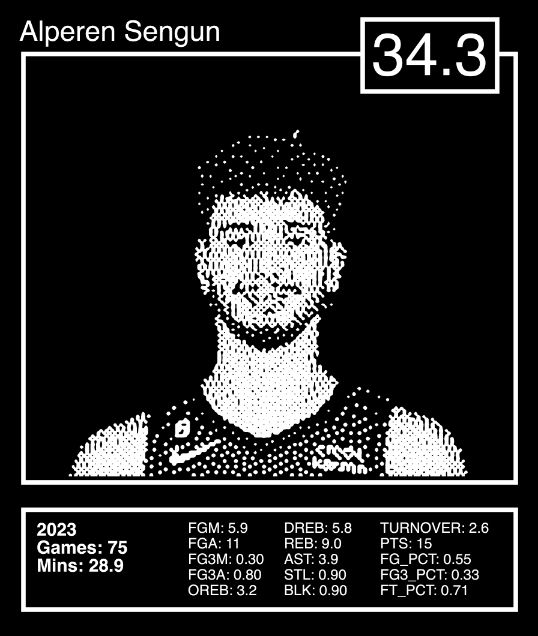 Alperen Sengun
34.3
2023
Games: 75
Mins: 28.9
FGM: 5.9
FGA: 11
FG3M: 0.30
FG3A: 0.80
OREB: 3.2
DREB: 5.8
REB: 9.0
AST: 3.9
STL: 0.90
BLK: 0.90
TURNOVER: 2.6
PTS: 15
FG_PCT: 0.55
FG3_PCT: 0.33
FT_PCT: 0.71